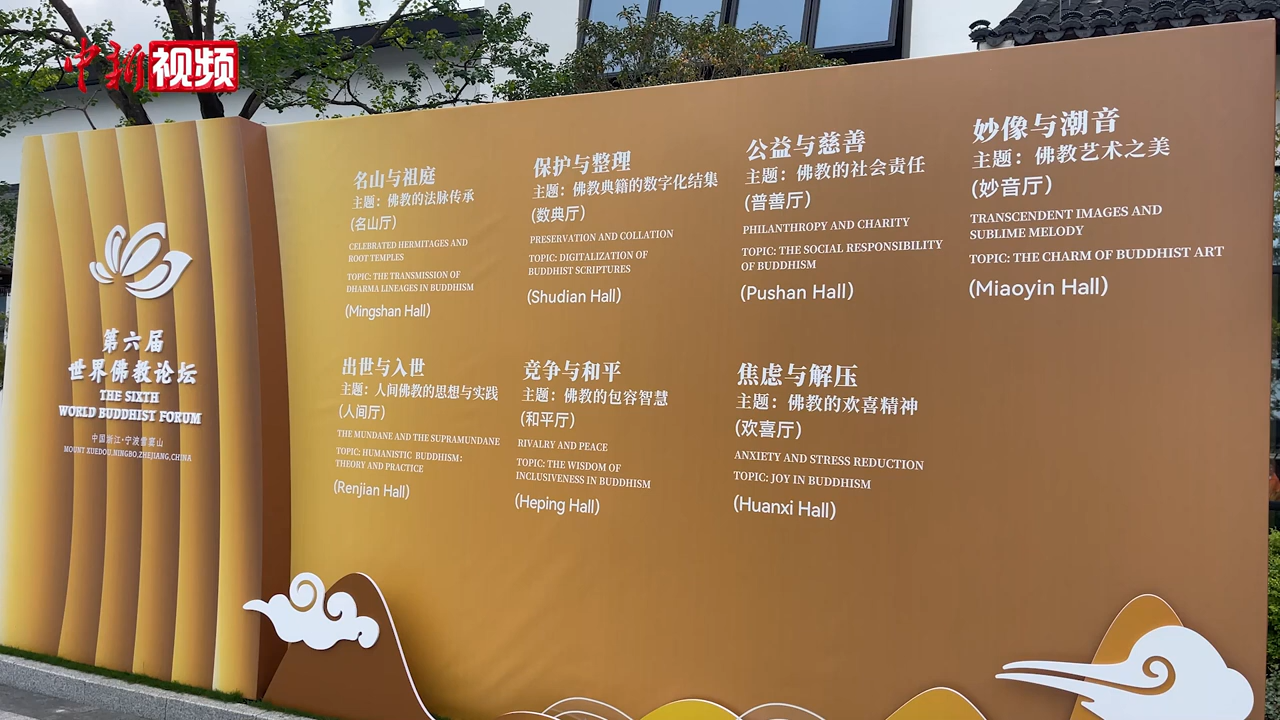 中新视频
第六届
世界佛教论坛
THE SIXTH
WORLD BUDDHIST FORUM
中国浙江·宁波雪窦山
MOUNT XUEDOU,NINGBO,ZHEJIANG,CHINA
名山与祖庭
主题：佛教的法脉传承
(名山厅)
CELEBRATED HERMITAGES AND
ROOT TEMPLES
TOPIC: THE TRANSMISSION OF
DHARMA LINEAGES IN BUDDHISM
(Mingshan Hall)
保护与整理
主题：佛教典籍的数字化结集
(数典厅)
PRESERVATION AND COLLATION
TOPIC: DIGITALIZATION OF
BUDDHIST SCRIPTURES
(Shudian Hall)
公益与慈善
主题：佛教的社会责任
(普善厅)
PHILANTHROPY AND CHARITY
TOPIC: THE SOCIAL RESPONSIBILITY
OF BUDDHISM
(Pushan Hall)
妙像与潮音
主题：佛教艺术之美
(妙音厅)
TRANSCENDENT IMAGES AND
SUBLIME MELODY
TOPIC: THE CHARM OF BUDDHIST ART
(Miaoyin Hall)
出世与入世
主题：人间佛教的思想与实践
(人间厅)
THE MUNDANE AND THE SUPRAMUNDANE
TOPIC: HUMANISTIC BUDDHISM:
THEORY AND PRACTICE
(Renjian Hall)
竞争与和平
主题：佛教的包容智慧
(和平厅)
RIVALRY AND PEACE
TOPIC: THE WISDOM OF
INCLUSIVENESS IN BUDDHISM
(Heping Hall)
焦虑与解压
主题：佛教的欢喜精神
(欢喜厅)
ANXIETY AND STRESS REDUCTION
TOPIC: JOY IN BUDDHISM
(Huanxi Hall)